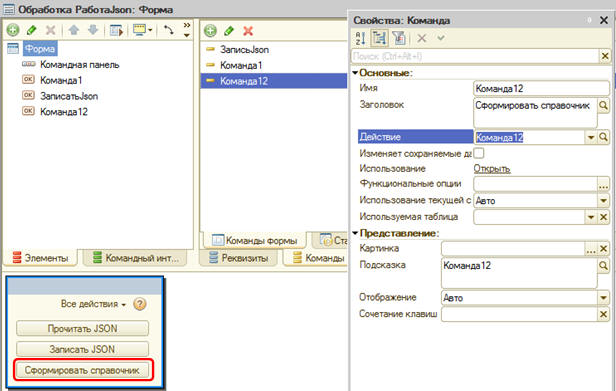 Обработка РаботаJson: Форма
Форма
Командная панель
Команда1
ЗаписатьJson
Команда12
Элементы
Командный инт...
ЗаписьJson
Команда1
Команда12
Команды формы
Ста
Реквизиты
Команды
Свойства: Команда
Поиск (Ctrl+Alt+I)
Основные:
Имя Команда12
Заголовок Сформировать справочник
Действие Команда12
Изменяет сохраняемые да
Использование Открыть
Функциональные опции
Использование текущей с Авто
Используемая таблица
Представление:
Картинка
Подсказка Команда12
Отображение Авто
Сочетание клавиш
Все действия
Прочитать JSON
Записать JSON
Сформировать справочник